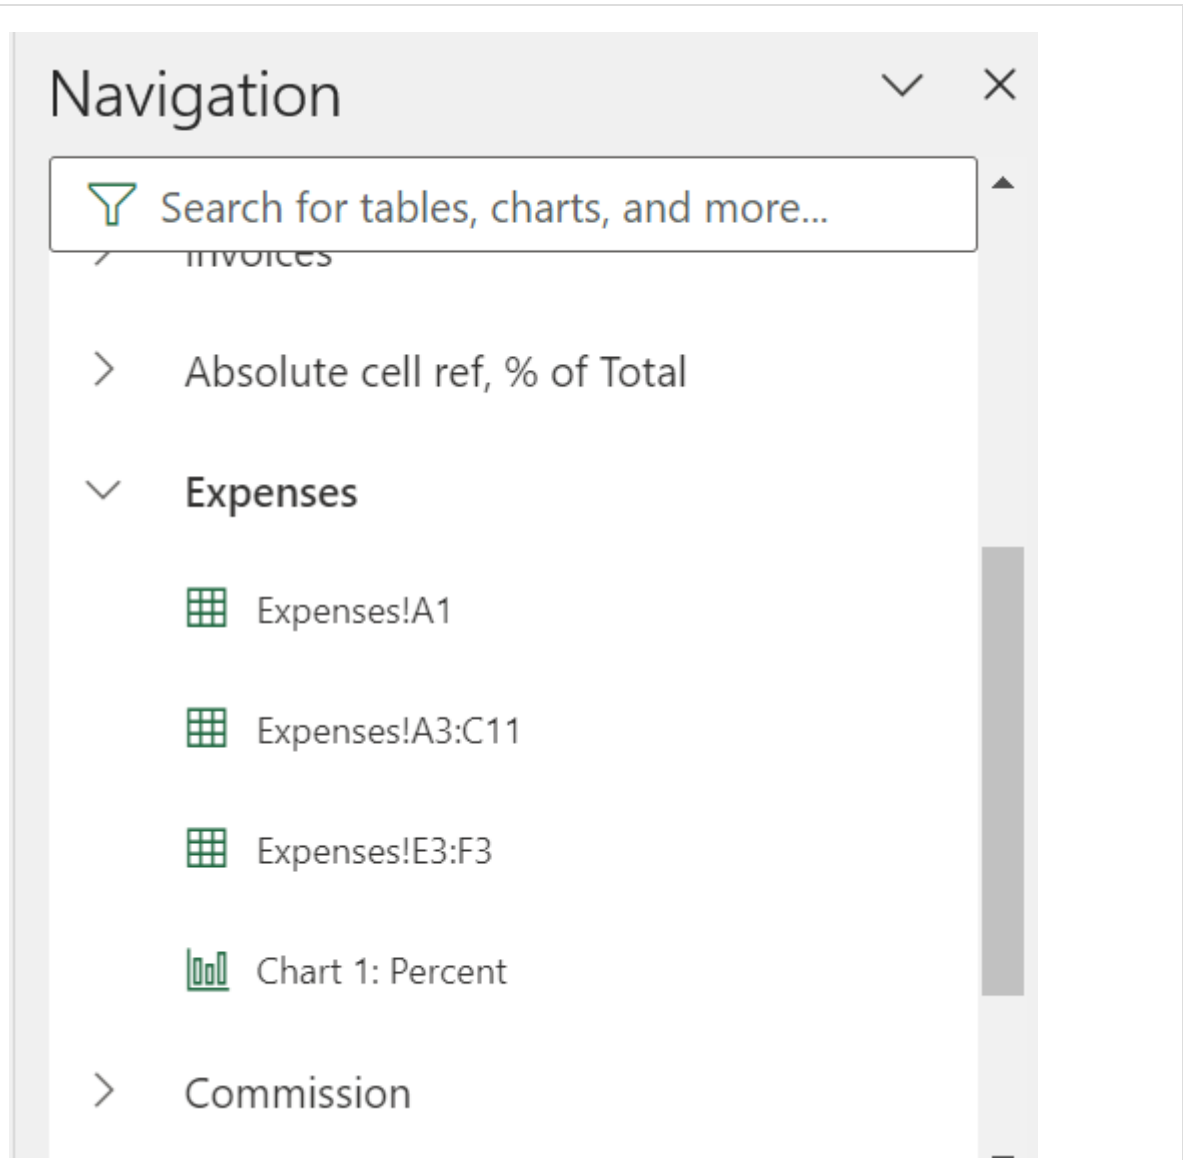 Navigation
Search for tables, charts, and more...
Invoices
Absolute cell ref, % of Total
Expenses
Expenses!A1
Expenses!A3:C11
Expenses!E3:F3
Chart 1: Percent
Commission